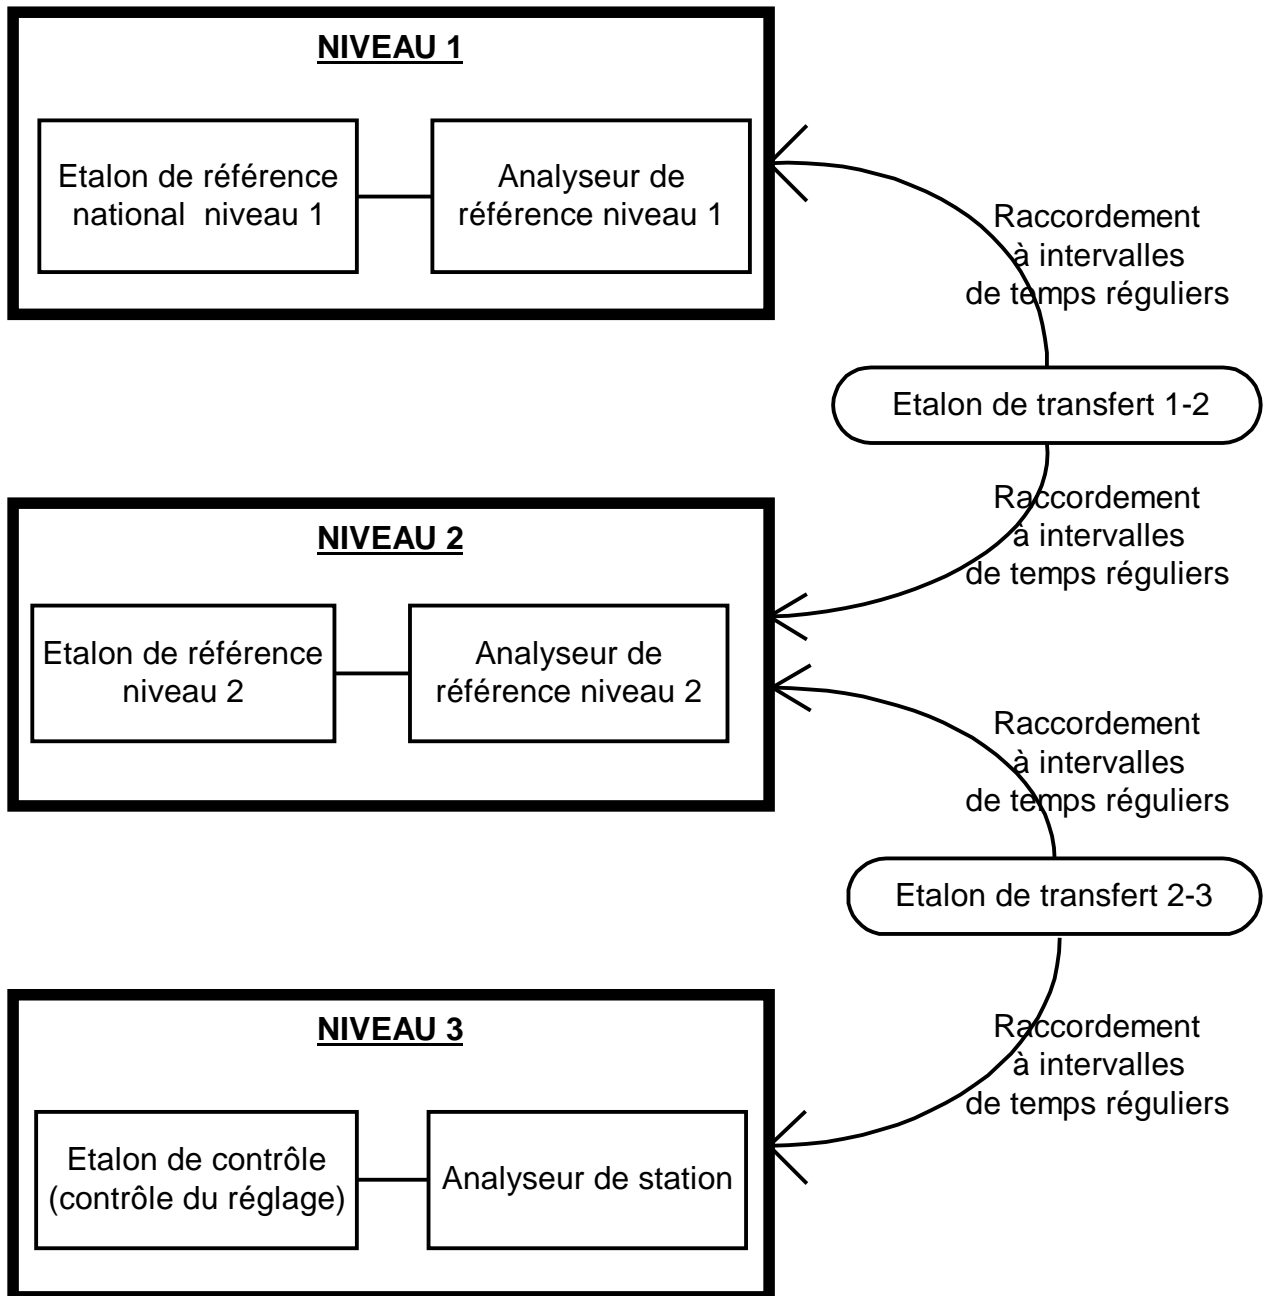 NIVEAU 1
Etalon de référence
national niveau 1
Analyseur de
référence niveau 1
Raccordement
à intervalles
de temps réguliers
Etalon de transfert 1-2
Raccordement
à intervalles
de temps réguliers
NIVEAU 2
Etalon de référence
niveau 2
Analyseur de
référence niveau 2
Raccordement
à intervalles
de temps réguliers
Etalon de transfert 2-3
Raccordement
à intervalles
de temps réguliers
NIVEAU 3
Etalon de contrôle
(contrôle du réglage)
Analyseur de station